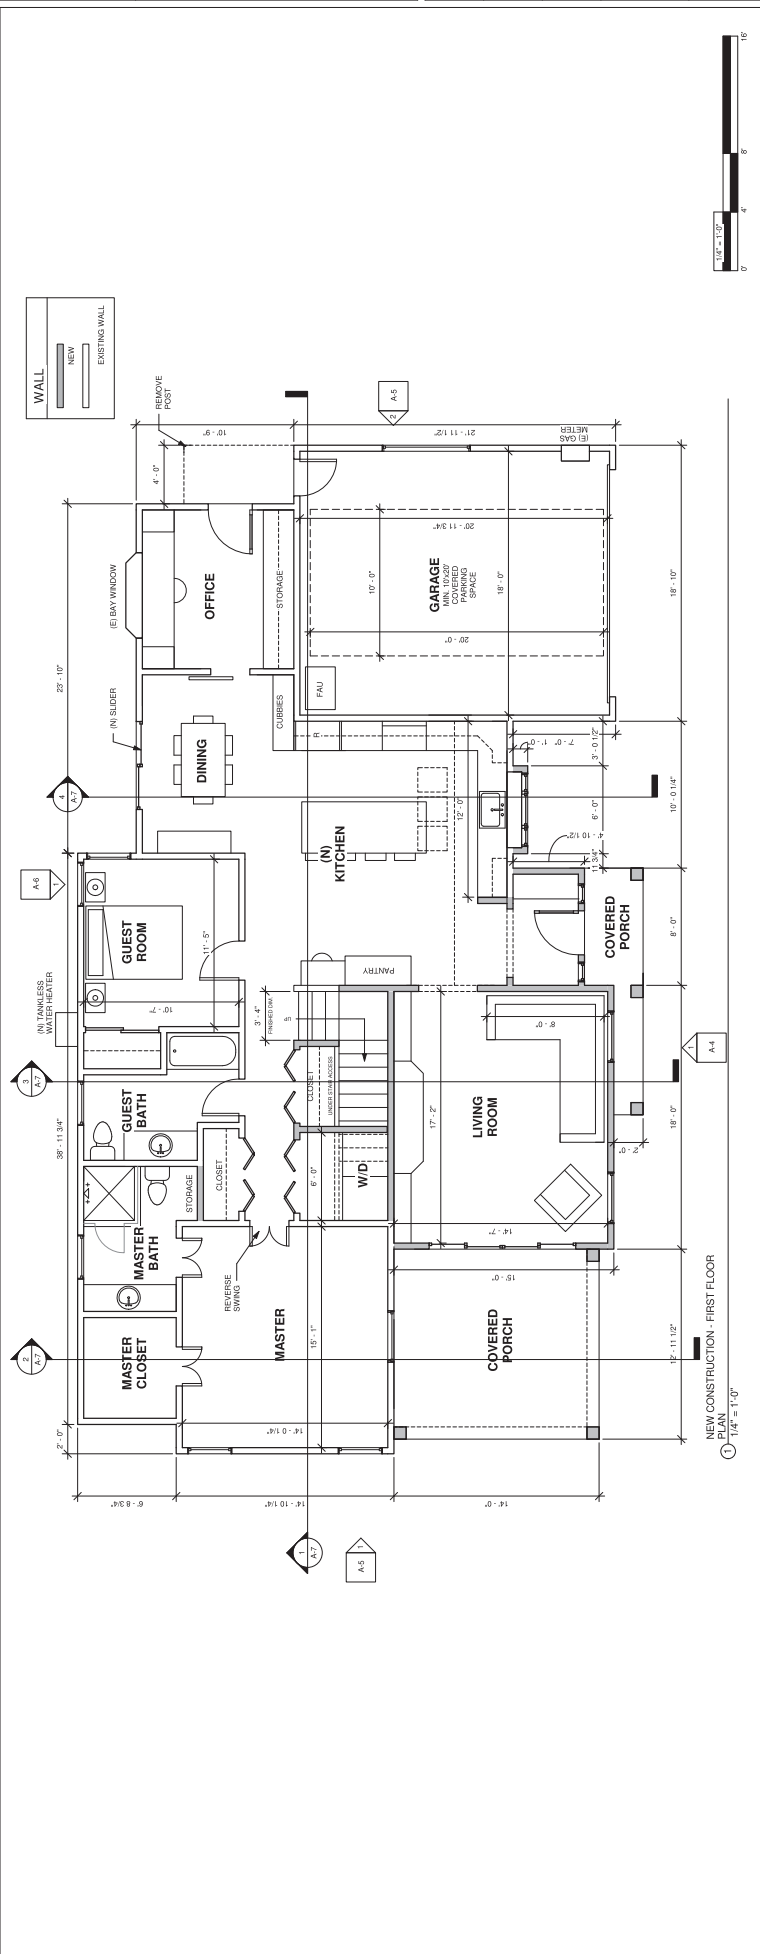 16'
8'
4'
0'
1/4" = 1'-0"
WALL
NEW
EXISTING WALL
REMOVE
POST
10' - 9"
21' - 11 1/2"
A-5
2
(E) GAS
METER
4' - 0"
23' - 10"
(E) BAY WINDOW
OFFICE
STORAGE
20' - 11 3/4"
10' - 0"
GARAGE
MIN. 10'x20'
COVERED
PARKING
SPACE
18' - 0"
20' - 0"
18' - 10"
FAU
(N) SLIDER
CUBBIES
R
DINING
4
A-7
12' - 0"
1' - 0"
7' - 0"
3' - 0 1/2"
6' - 0"
10' - 0 1/4"
4' - 10 1/2"
11 3/4"
(N)
KITCHEN
A-6
1
GUEST
ROOM
11' - 5"
10' - 7"
COVERED
PORCH
8' - 0"
PANTRY
(N) TANKLESS
WATER HEATER
3' - 4"
FINISHED DIM.
UP
8' - 0"
3
A-7
38' - 11 3/4"
GUEST
BATH
CLOSET
UNDER STAIR ACCESS
17' - 2"
LIVING
ROOM
1
A-4
18' - 0"
2' - 0"
CLOSET
6' - 0"
W/D
STORAGE
MASTER
BATH
REVERSE
SWING
14' - 7"
15' - 0"
MASTER
CLOSET
MASTER
15' - 1"
14' - 0 1/4"
COVERED
PORCH
12' - 11 1/2"
2
A-7
2' - 0"
6' - 8 3/4"
14' - 10 1/4"
14' - 0"
1
A-7
A-5
1
NEW CONSTRUCTION - FIRST FLOOR
PLAN
1
1/4" = 1'-0"